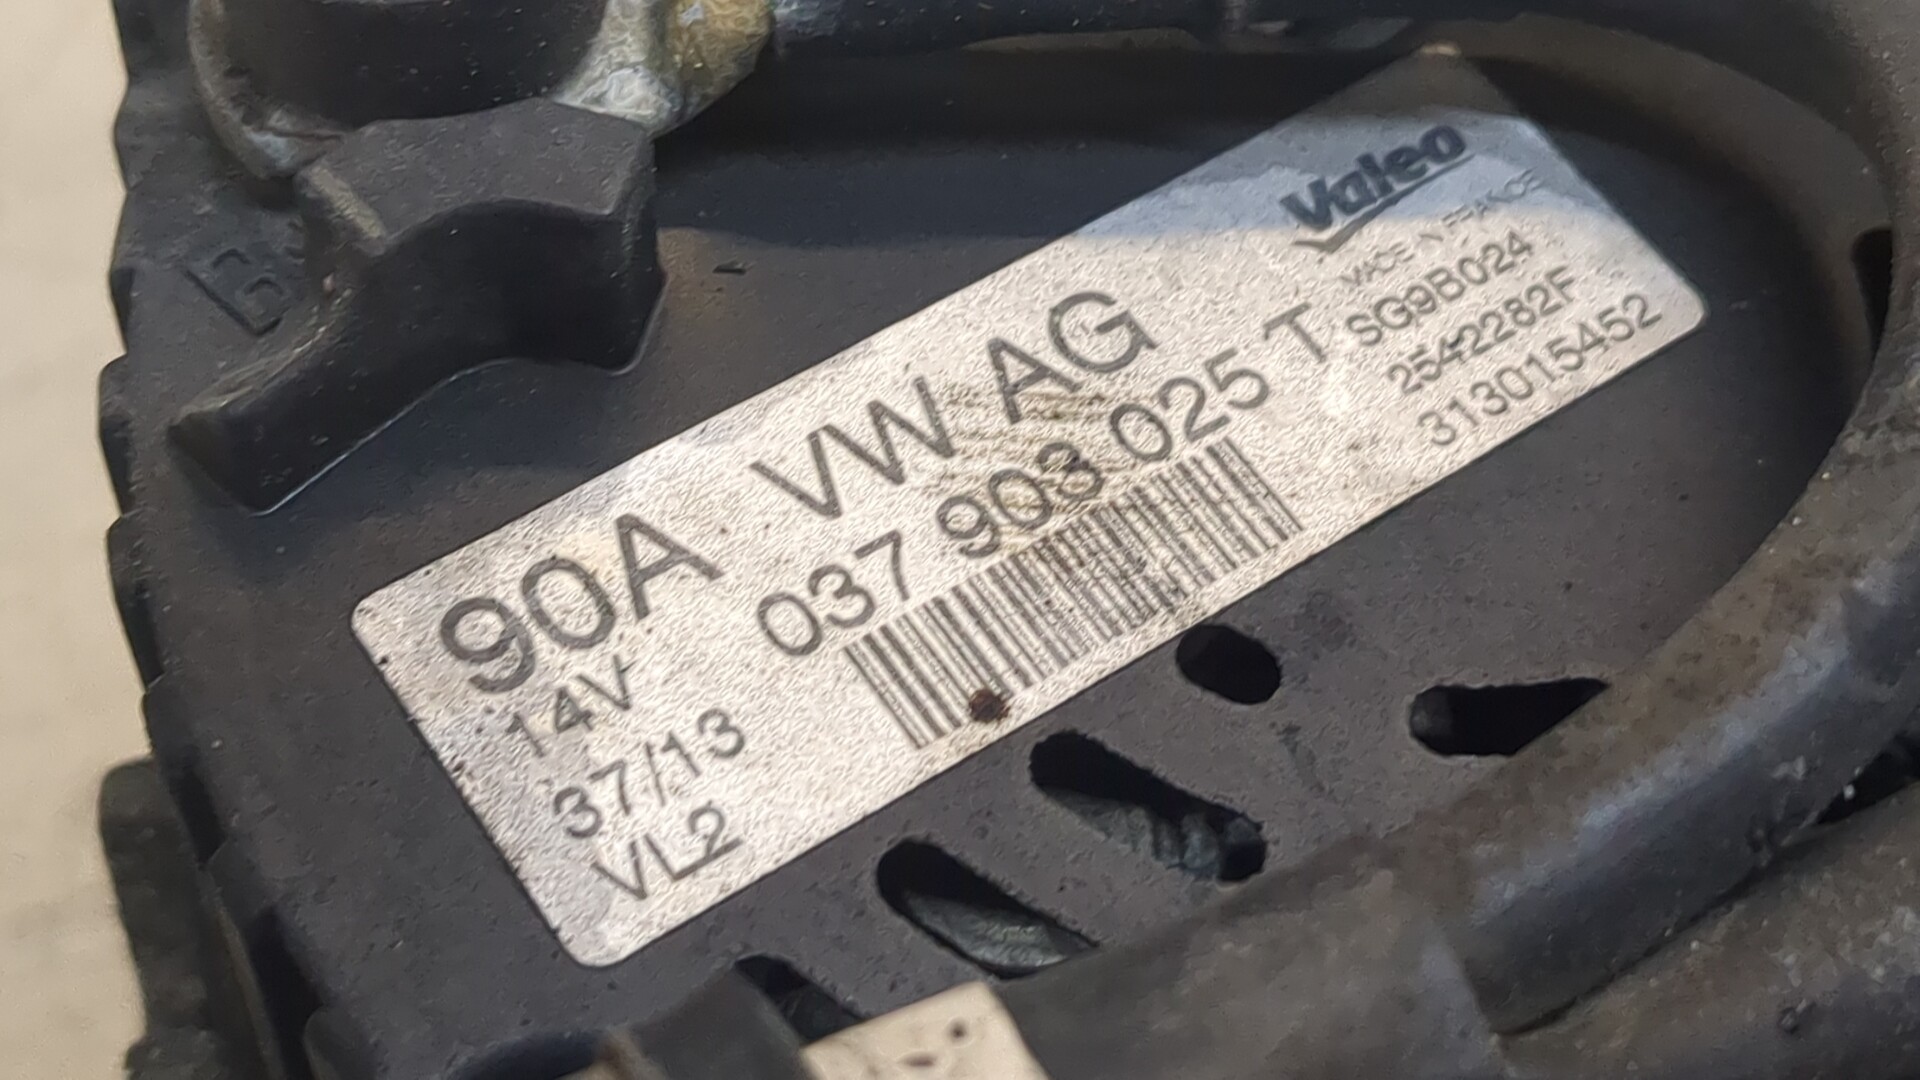 Valeo
MADE IN FRANCE
90A VW AG
SG9B024
14V 037 903 025 T
2542282F
37/13
313015452
VL2